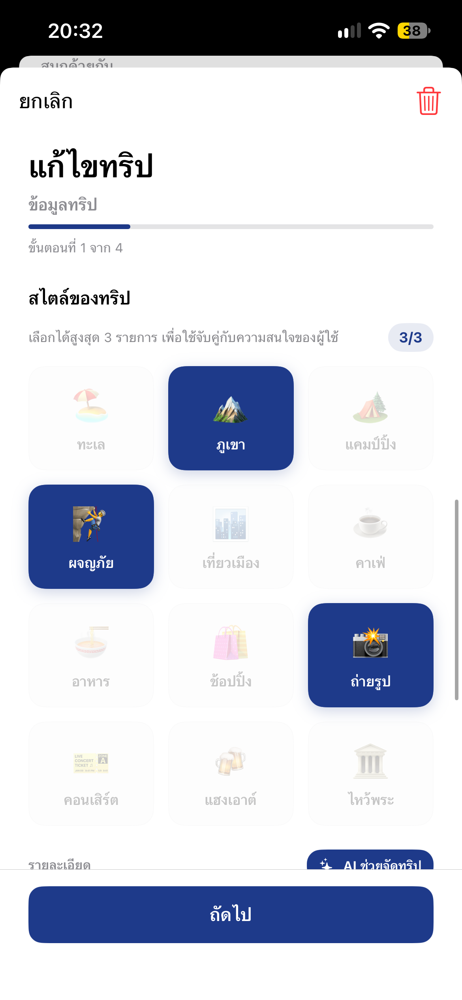 20:32
38
สนกด้วยกัน
ยกเลิก
แก้ไขทริป
ข้อมูลทริป
ขั้นตอนที่ 1 จาก 4
สไตล์ของทริป
เลือกได้สูงสุด 3 รายการ เพื่อใช้จับคู่กับความสนใจของผู้ใช้
3/3
ทะเล
ภูเขา
แคมป์ปิ้ง
ผจญภัย
เที่ยวเมือง
คาเฟ่
อาหาร
ช้อปปิ้ง
ถ่ายรูป
LIVE ZONE
CONCERT A
TICKET ♫
JAN 09 9:41 PM 1/9 9:41
คอนเสิร์ต
แฮงเอาต์
ไหว้พระ
รายละเอียด
AI ช่วยจัดทริป
ถัดไป